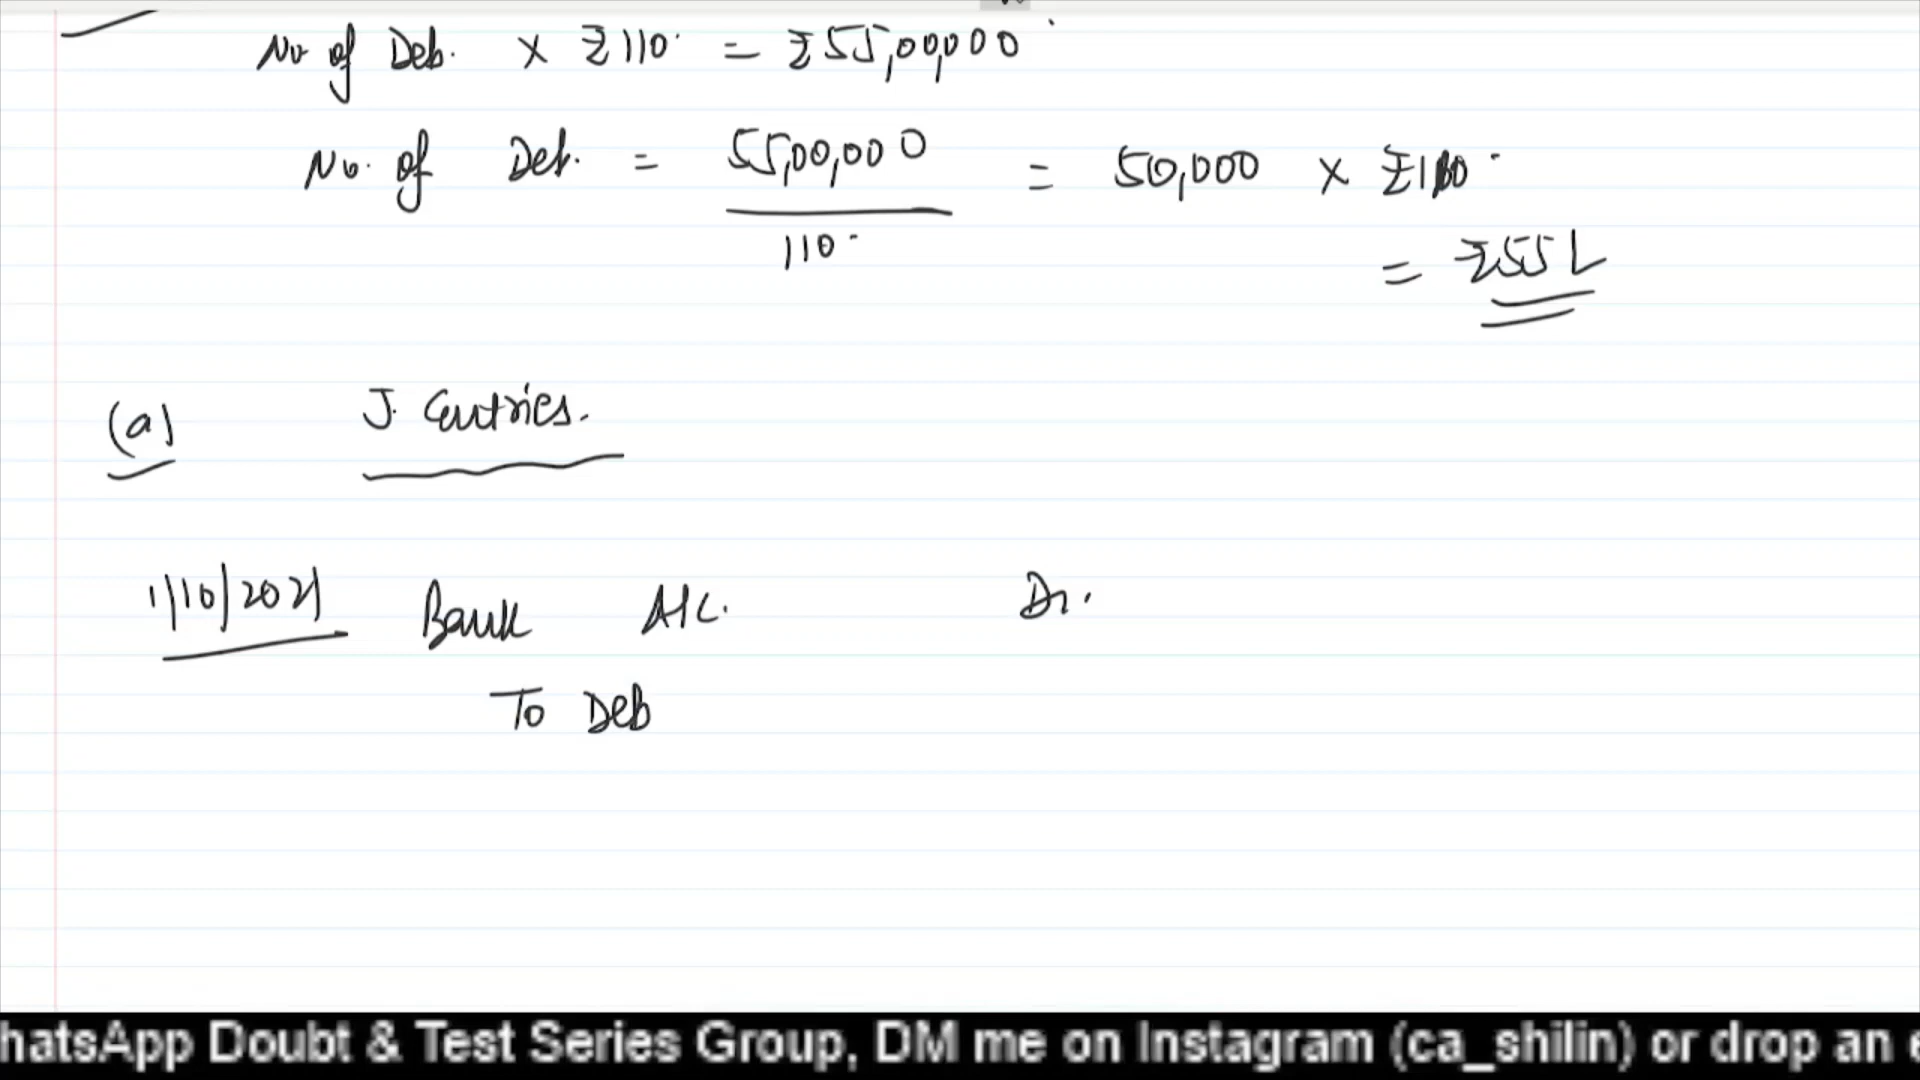 No of Deb. × ₹110 = ₹55,00,000
No. of Deb. = 55,00,000 / 110 = 50,000 × ₹110
= ₹55 L
(a) J. Entries.
1/10/2021 Bank A/c. Dr.
To Deb
hatsApp Doubt & Test Series Group, DM me on Instagram (ca_shilin) or drop an e